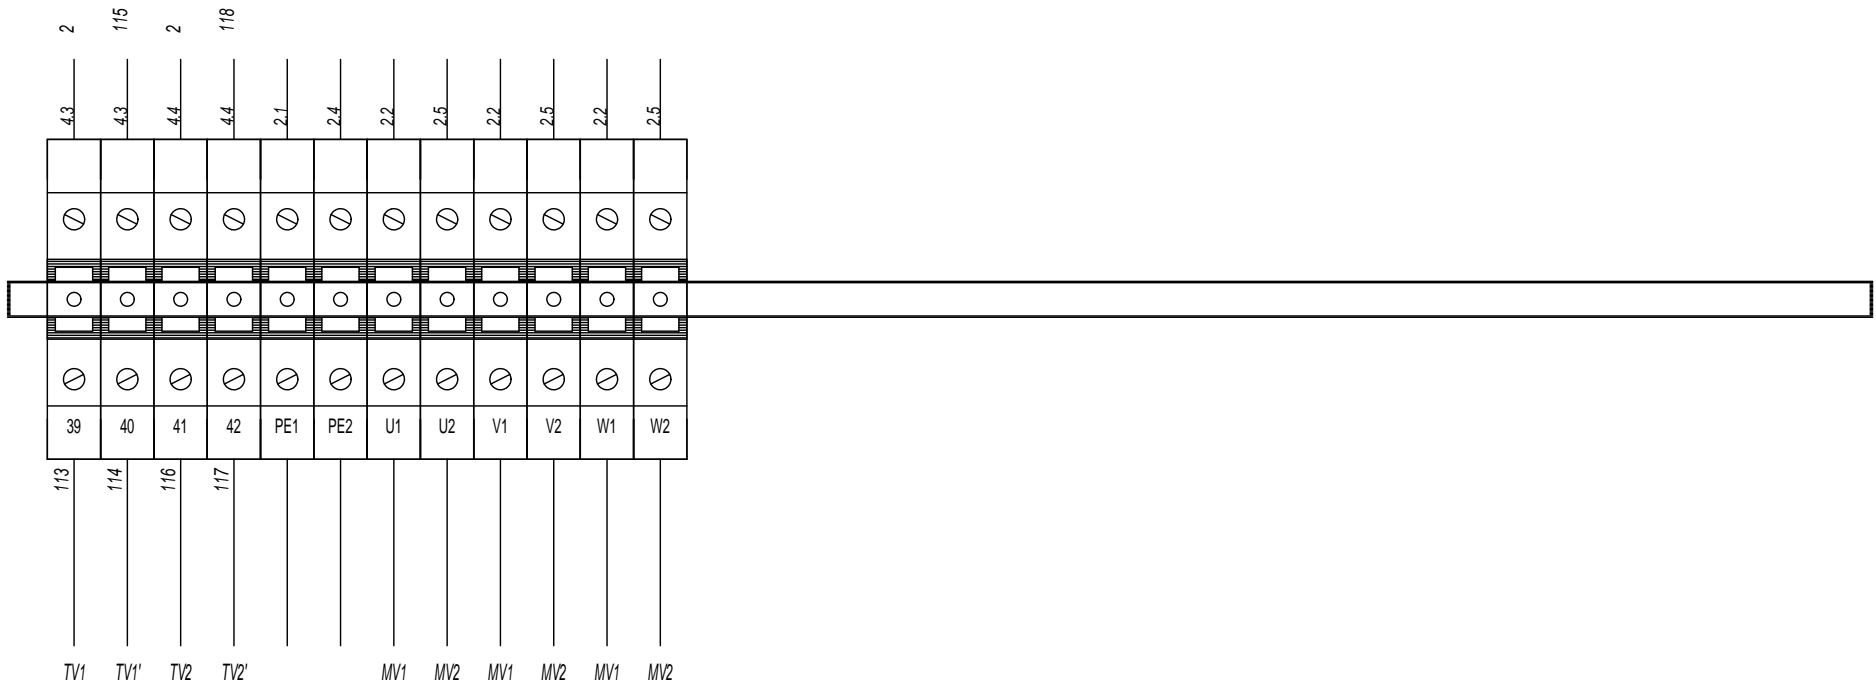 2 115 2 118
4.3 4.3 4.4 4.4 2.1 2.4 2.2 2.5 2.2 2.5 2.2 2.5
39 40 41 42 PE1 PE2 U1 U2 V1 V2 W1 W2
113 114 116 117
TV1 TV1' TV2 TV2' MV1 MV2 MV1 MV2 MV1 MV2